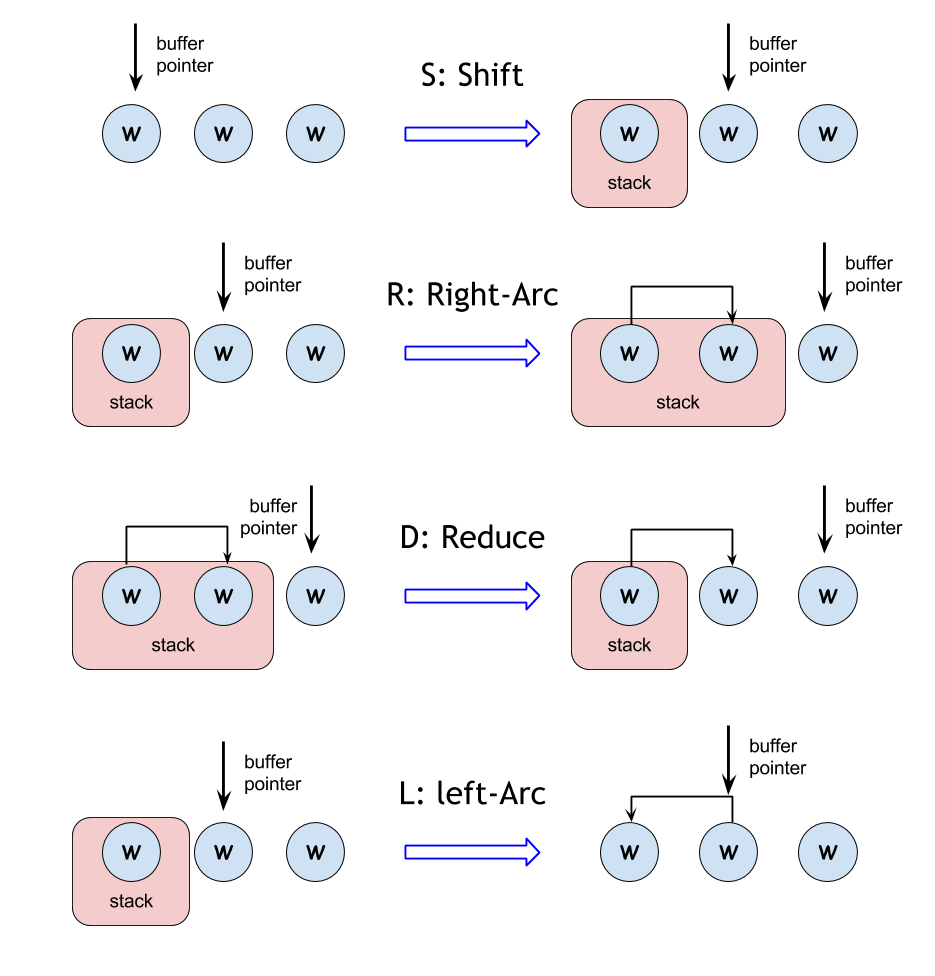 buffer
pointer
S: Shift
buffer
pointer
w
w
w
w
w
w
stack
buffer
pointer
R: Right-Arc
buffer
pointer
w
w
w
w
w
w
stack
stack
buffer
pointer
D: Reduce
buffer
pointer
w
w
w
w
w
w
stack
stack
buffer
pointer
L: left-Arc
buffer
pointer
w
w
w
w
w
w
stack